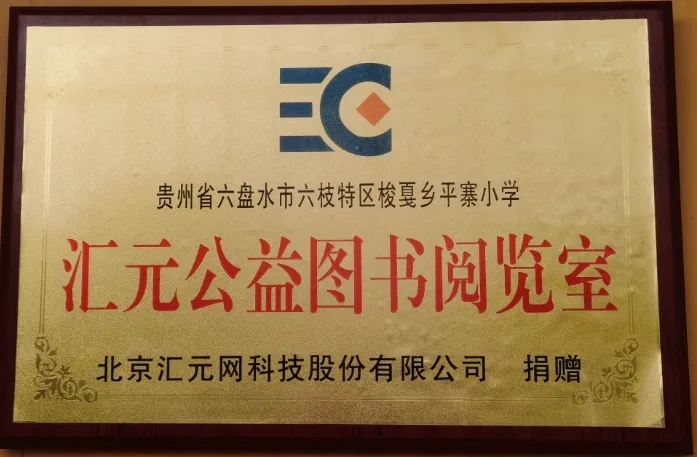 EC
贵州省六盘水市六枝特区梭戛乡平寨小学
汇元公益图书阅览室
北京汇元网科技股份有限公司 捐赠